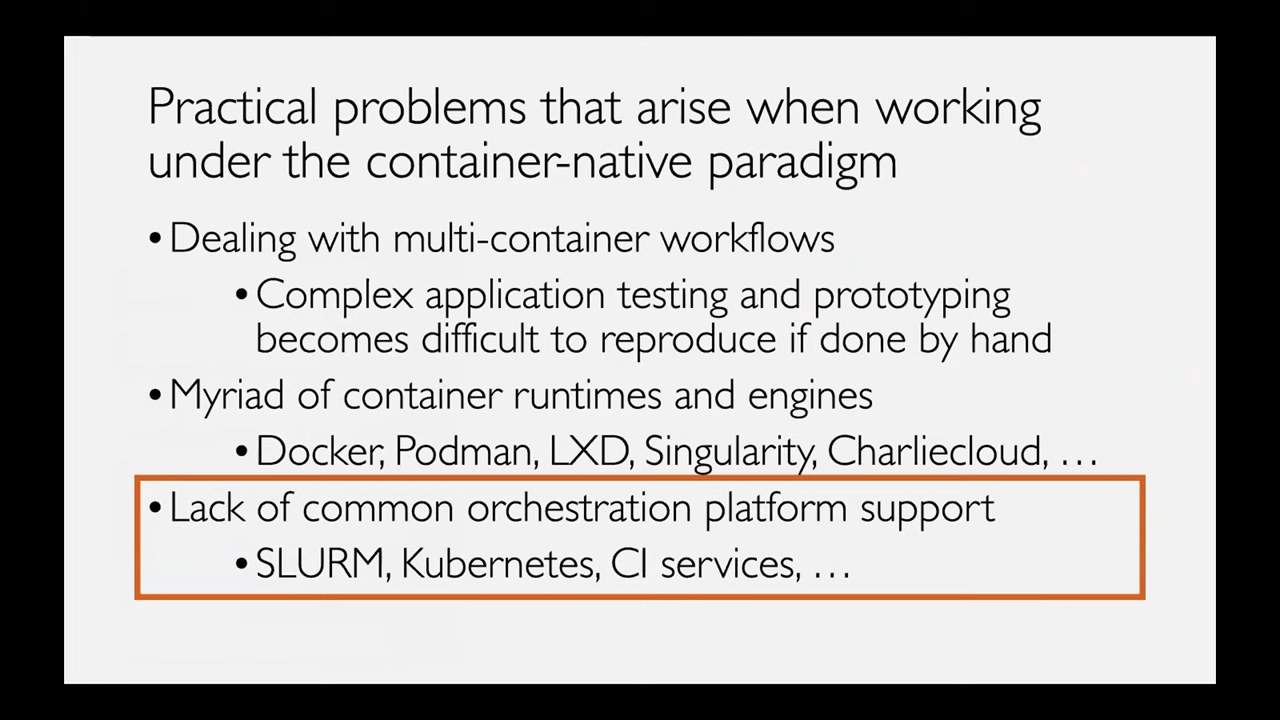 Practical problems that arise when working
under the container-native paradigm
•Dealing with multi-container workflows
•Complex application testing and prototyping
becomes difficult to reproduce if done by hand
•Myriad of container runtimes and engines
•Docker, Podman, LXD, Singularity, Charliecloud, …
•Lack of common orchestration platform support
•SLURM, Kubernetes, CI services, …